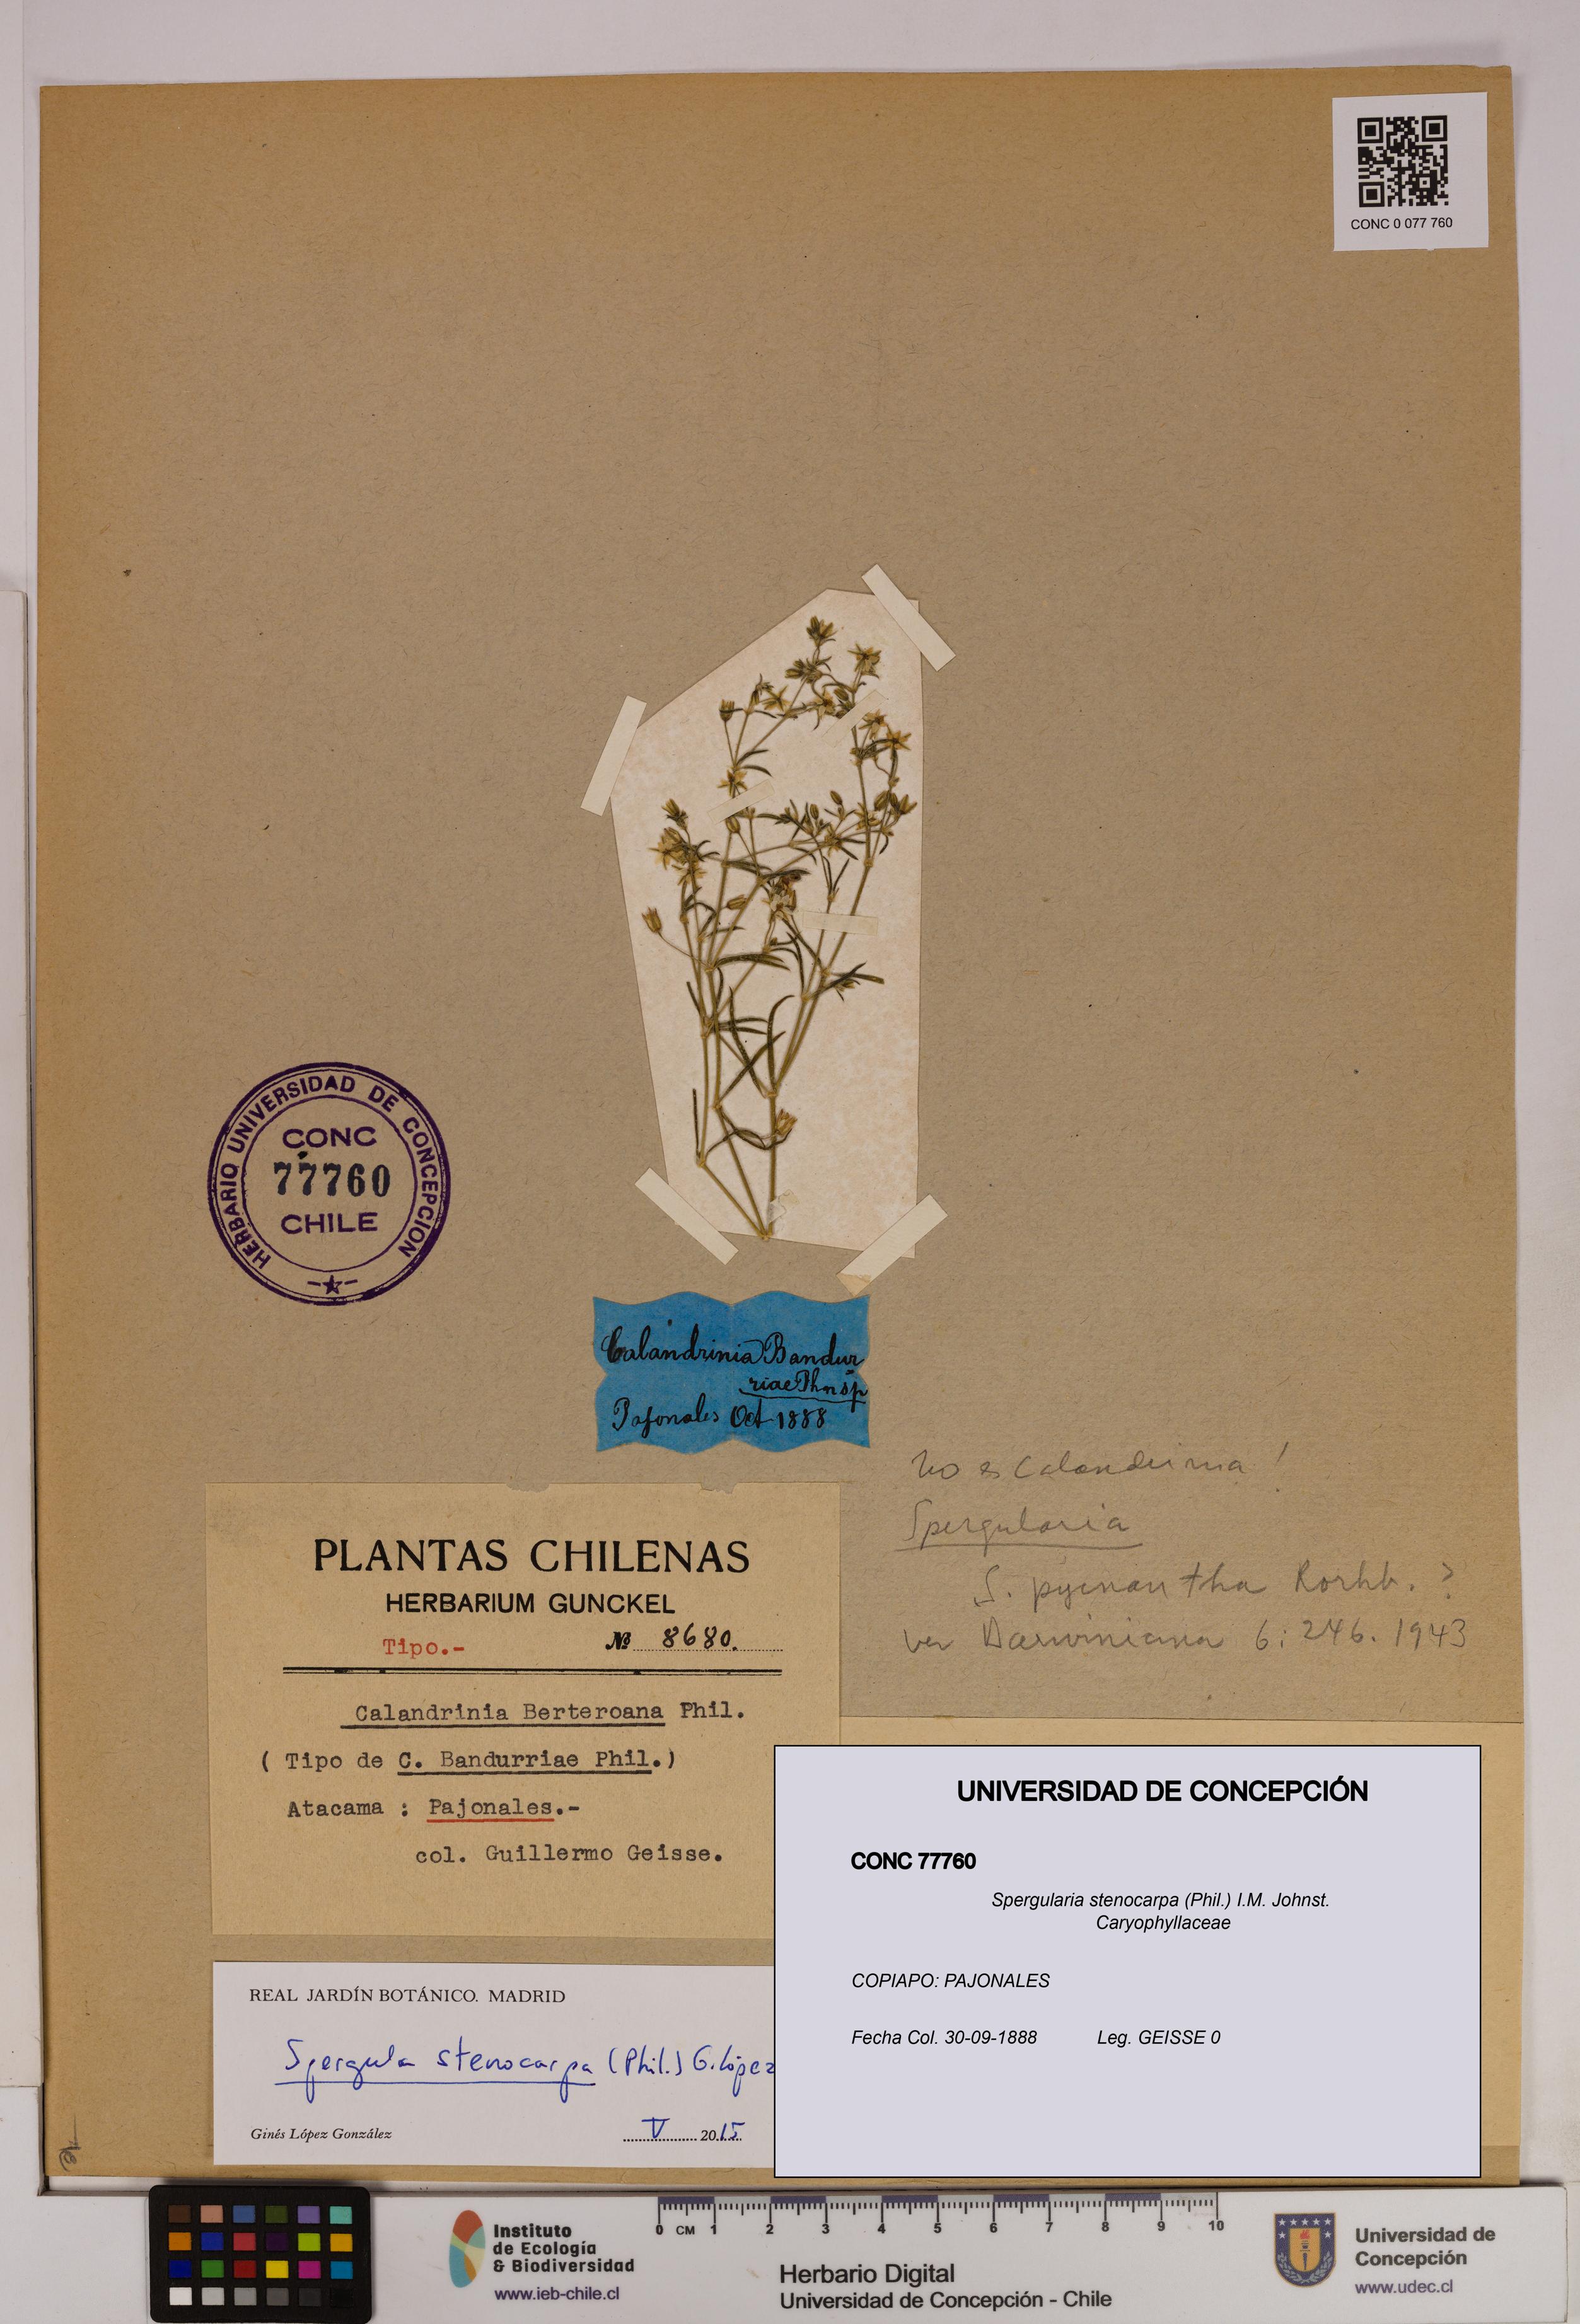 CONC 0 077 760
HERBARIO UNIVERSIDAD DE CONCEPCION
CONC
77760
CHILE
Calandrinia Bandur
riae Ph n sp
Pajonales Oct 1888
No es Calandrinia!
Spergularia
S. pycnantha Rorhb. ?
ver Darwiniana 6: 246. 1943
PLANTAS CHILENAS
HERBARIUM GUNCKEL
Tipo.- № 8680.
Calandrinia Berteroana Phil.
( Tipo de C. Bandurriae Phil.)
Atacama : Pajonales.-
col. Guillermo Geisse.
UNIVERSIDAD DE CONCEPCIÓN
CONC 77760
Spergularia stenocarpa (Phil.) I.M. Johnst.
Caryophyllaceae
COPIAPO: PAJONALES
Fecha Col. 30-09-1888 Leg. GEISSE 0
REAL JARDÍN BOTÁNICO. MADRID
Spergula stenocarpa (Phil.) G. López
Ginés López González V 2015
Instituto
de Ecología
& Biodiversidad
www.ieb-chile.cl
0 CM 1 2 3 4 5 6 7 8 9 10
Herbario Digital
Universidad de Concepción - Chile
Universidad de
Concepción
www.udec.cl